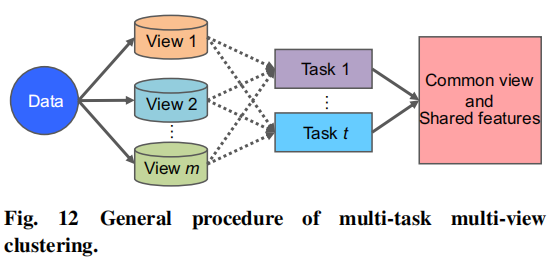 Data
View 1
View 2
⋮
View m
Task 1
⋮
Task t
Common view
and
Shared features
Fig. 12 General procedure of multi-task multi-view
clustering.